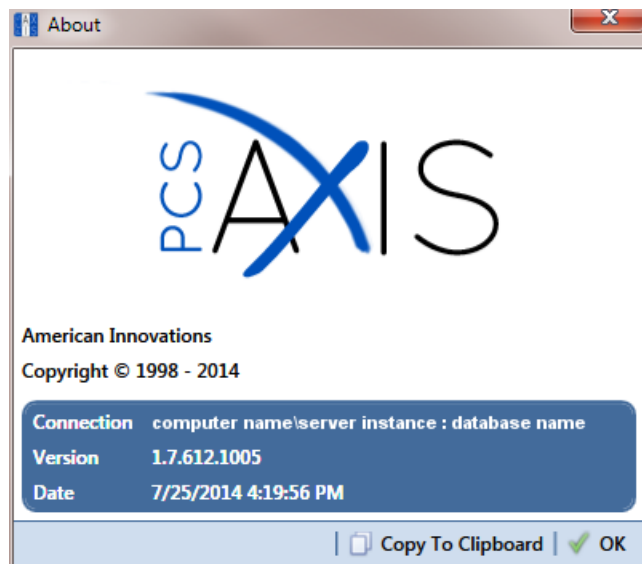 About
PCS AXIS
American Innovations
Copyright © 1998 - 2014
Connection computer name\server instance : database name
Version 1.7.612.1005
Date 7/25/2014 4:19:56 PM
Copy To Clipboard OK